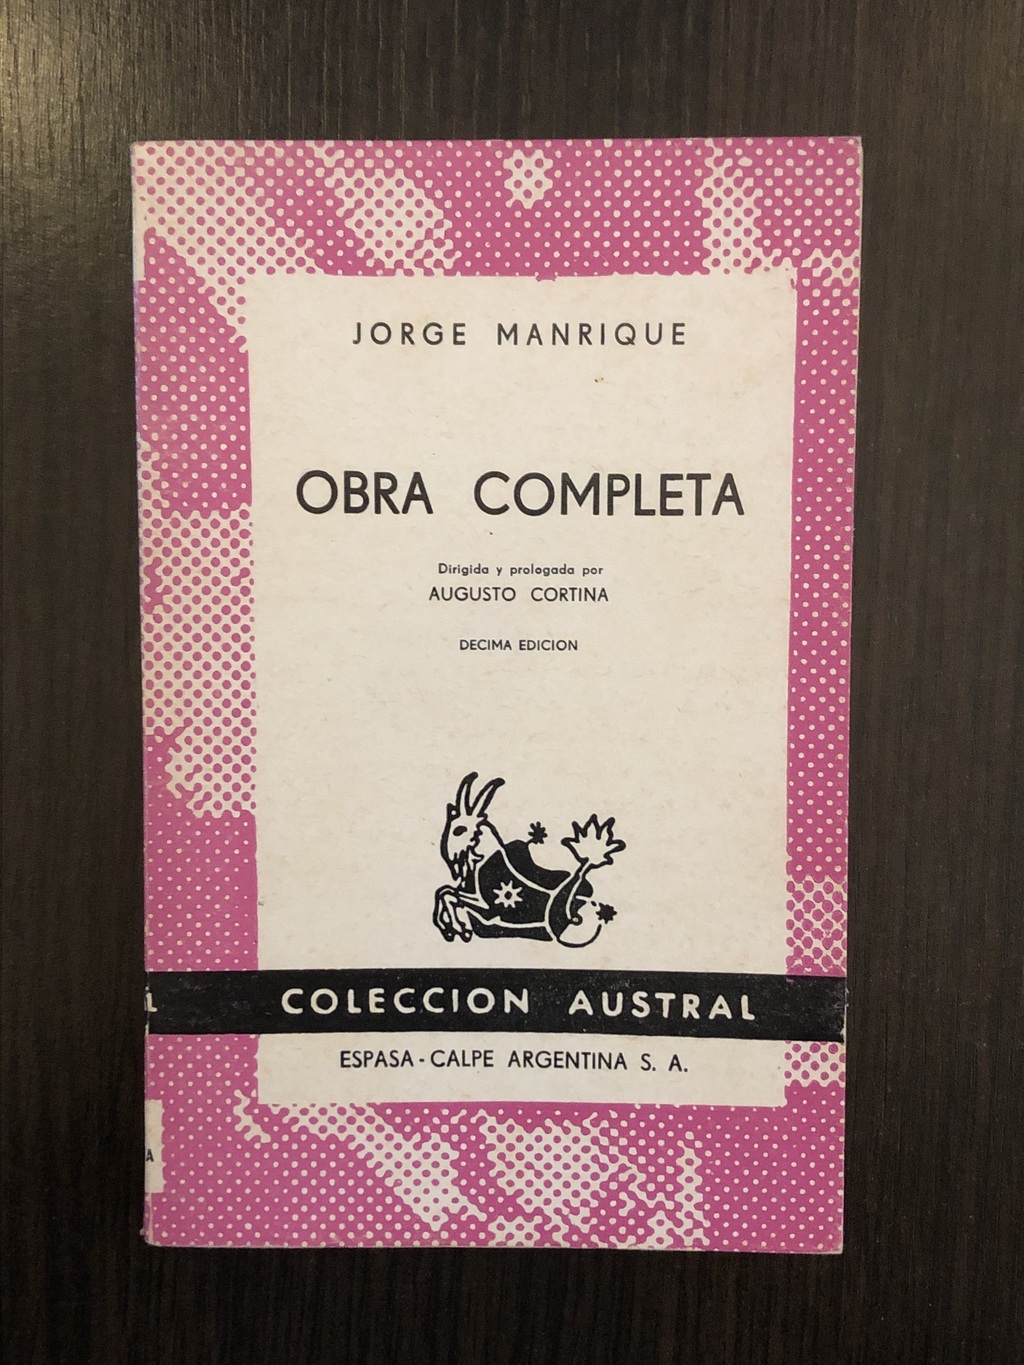 JORGE MANRIQUE
OBRA COMPLETA
Dirigida y prologada por
AUGUSTO CORTINA
DECIMA EDICION
L
COLECCION AUSTRAL
ESPASA-CALPE ARGENTINA S. A.
A